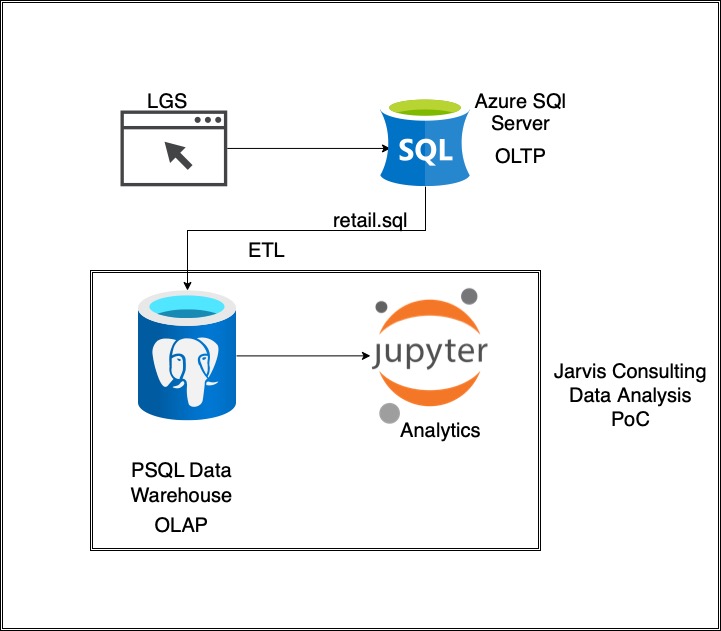 LGS
Azure SQl
Server
OLTP
SQL
retail.sql
ETL
jupyter
Analytics
PSQL Data
Warehouse
OLAP
Jarvis Consulting
Data Analysis
PoC